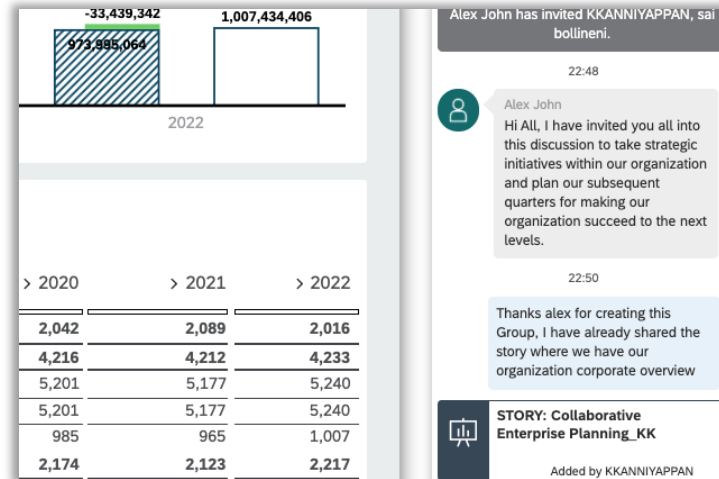 -33,439,342
1,007,434,406
973,995,064
2022
> 2020 > 2021 > 2022
2,042 2,089 2,016
4,216 4,212 4,233
5,201 5,177 5,240
5,201 5,177 5,240
985 965 1,007
2,174 2,123 2,217
Alex John has invited KKANNIYAPPAN, sai
bollineni.
22:48
Alex John
Hi All, I have invited you all into
this discussion to take strategic
initiatives within our organization
and plan our subsequent
quarters for making our
organization succeed to the next
levels.
22:50
Thanks alex for creating this
Group, I have already shared the
story where we have our
organization corporate overview
STORY: Collaborative
Enterprise Planning_KK
Added by KKANNIYAPPAN